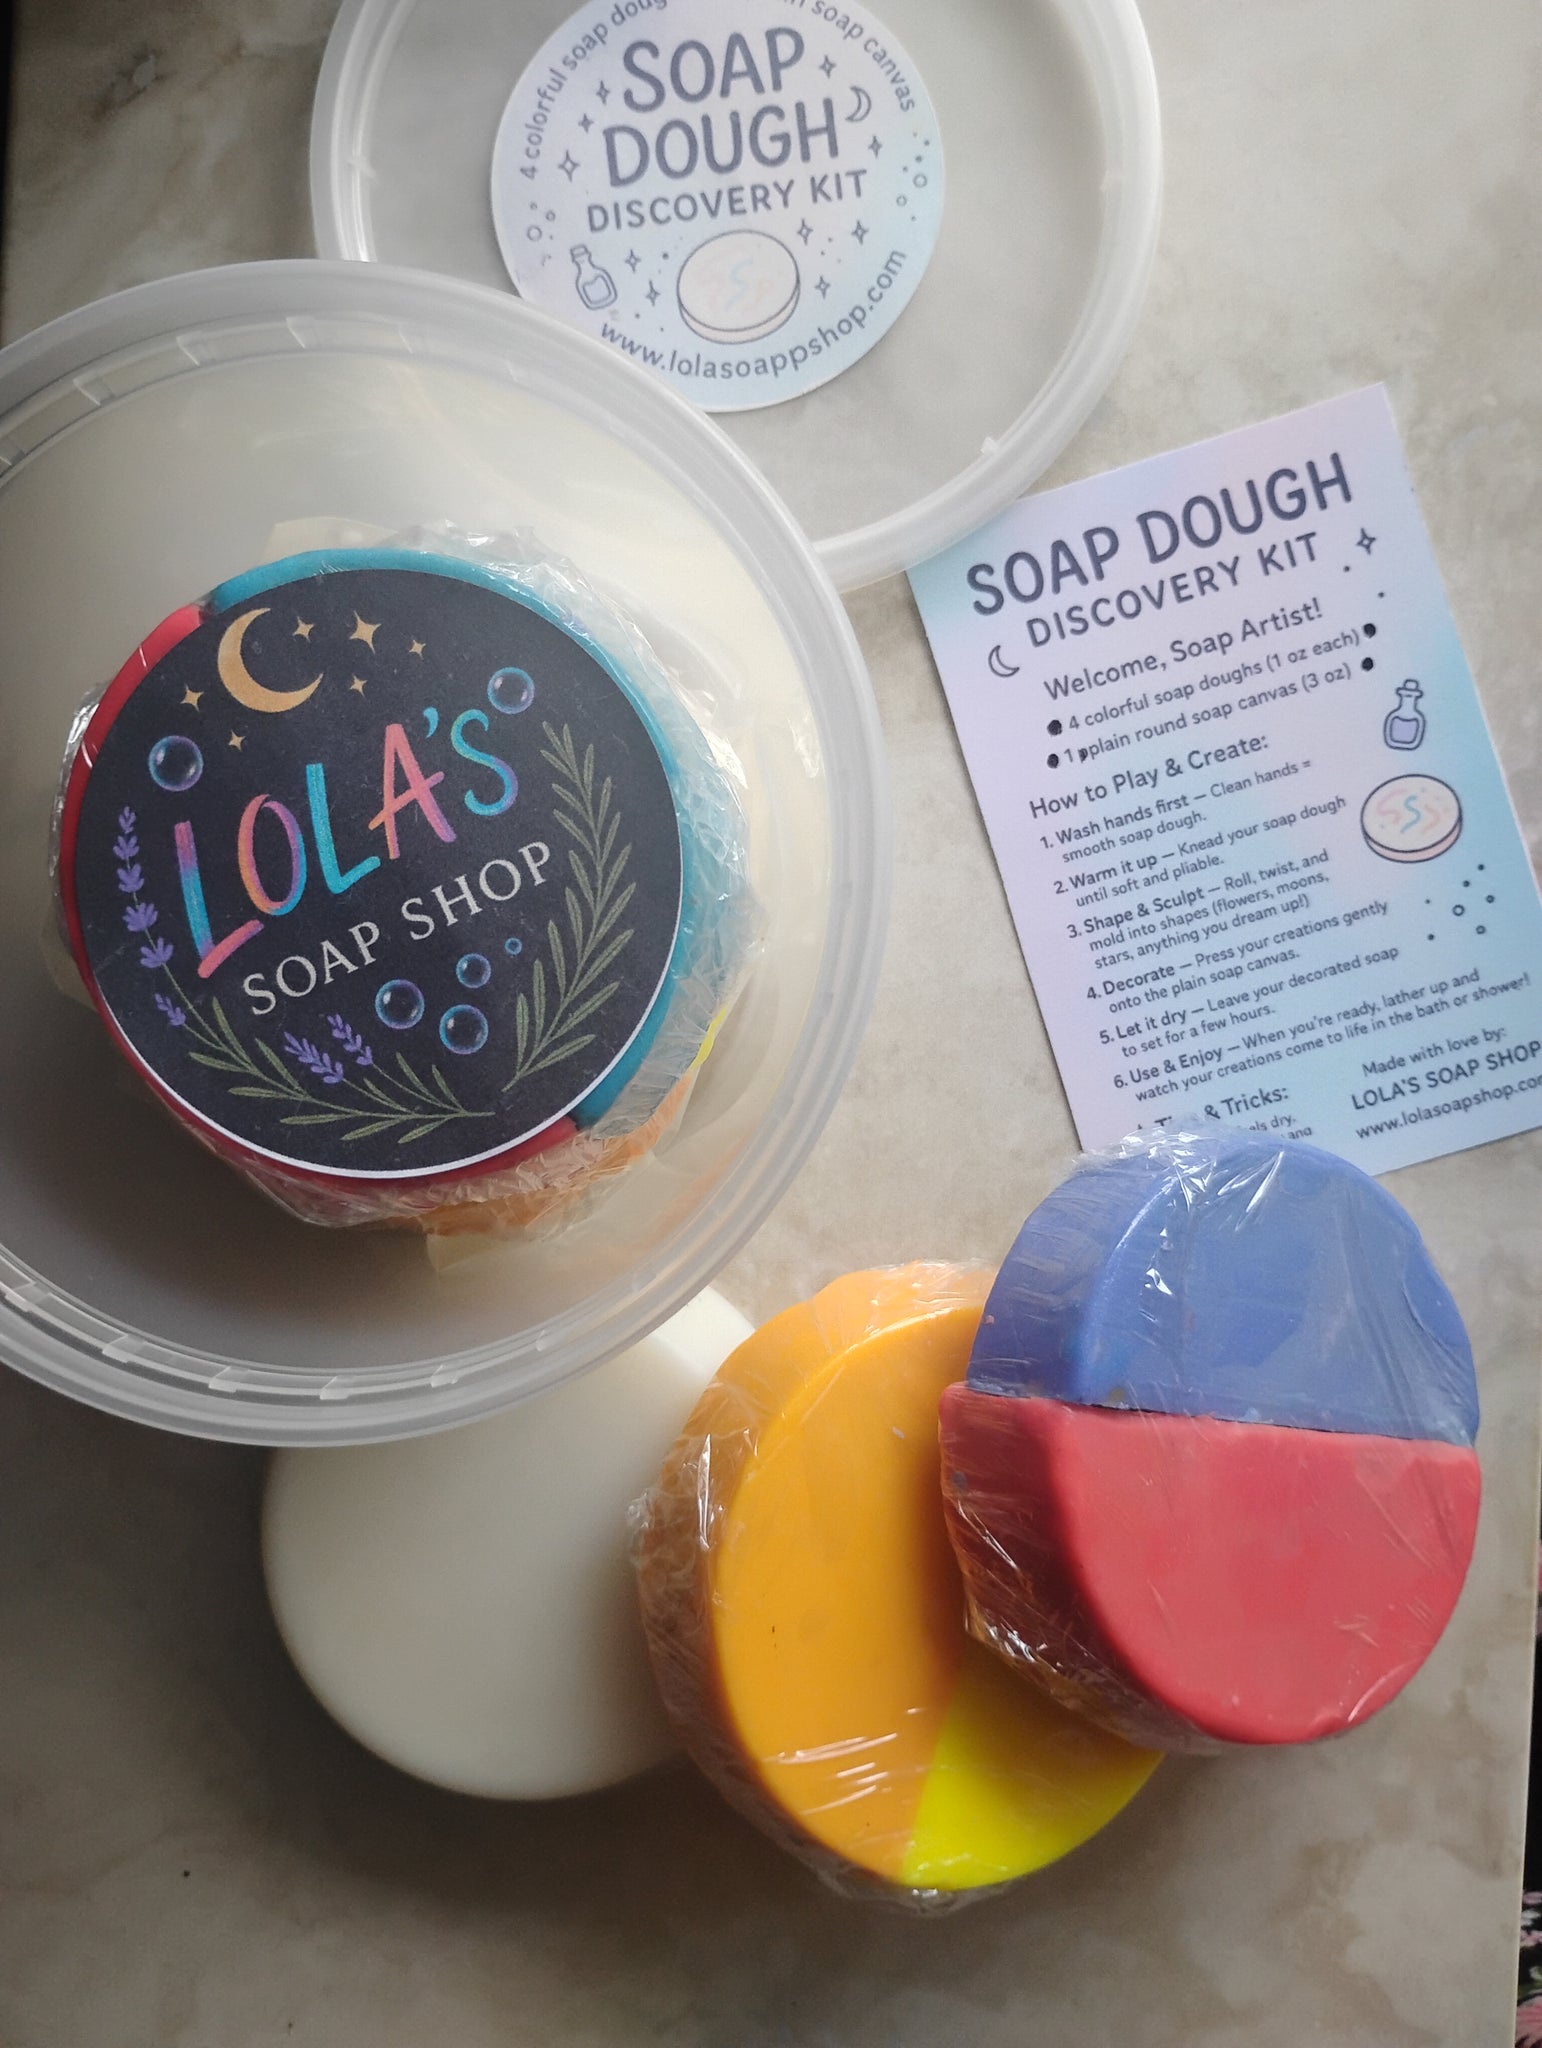 4 colorful soap doug
soap canvas
SOAP
DOUGH
DISCOVERY KIT
www.lolasoappshop.com
LOLA'S
SOAP SHOP
SOAP DOUGH
DISCOVERY KIT
Welcome, Soap Artist!
4 colorful soap doughs (1 oz each)
1 plain round soap canvas (3 oz)
How to Play & Create:
1. Wash hands first — Clean hands =
smooth soap dough.
2. Warm it up — Knead your soap dough
until soft and pliable.
3. Shape & Sculpt — Roll, twist, and
mold into shapes (flowers, moons,
stars, anything you dream up!)
4. Decorate — Press your creations gently
onto the plain soap canvas.
5. Let it dry — Leave your decorated soap
to set for a few hours.
6. Use & Enjoy — When you're ready, lather up and
watch your creations come to life in the bath or shower!
& Tricks:
dry.
Made with love by:
LOLA'S SOAP SHOP
www.lolasoapshop.co